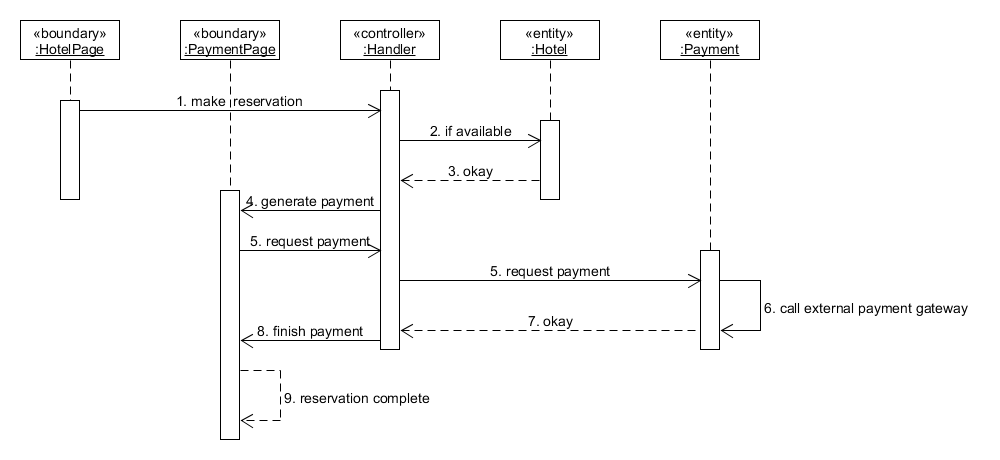 «boundary»
:HotelPage
«boundary»
:PaymentPage
«controller»
:Handler
«entity»
:Hotel
«entity»
:Payment
1. make reservation
2. if available
3. okay
4. generate payment
5. request payment
5. request payment
6. call external payment gateway
7. okay
8. finish payment
9. reservation complete